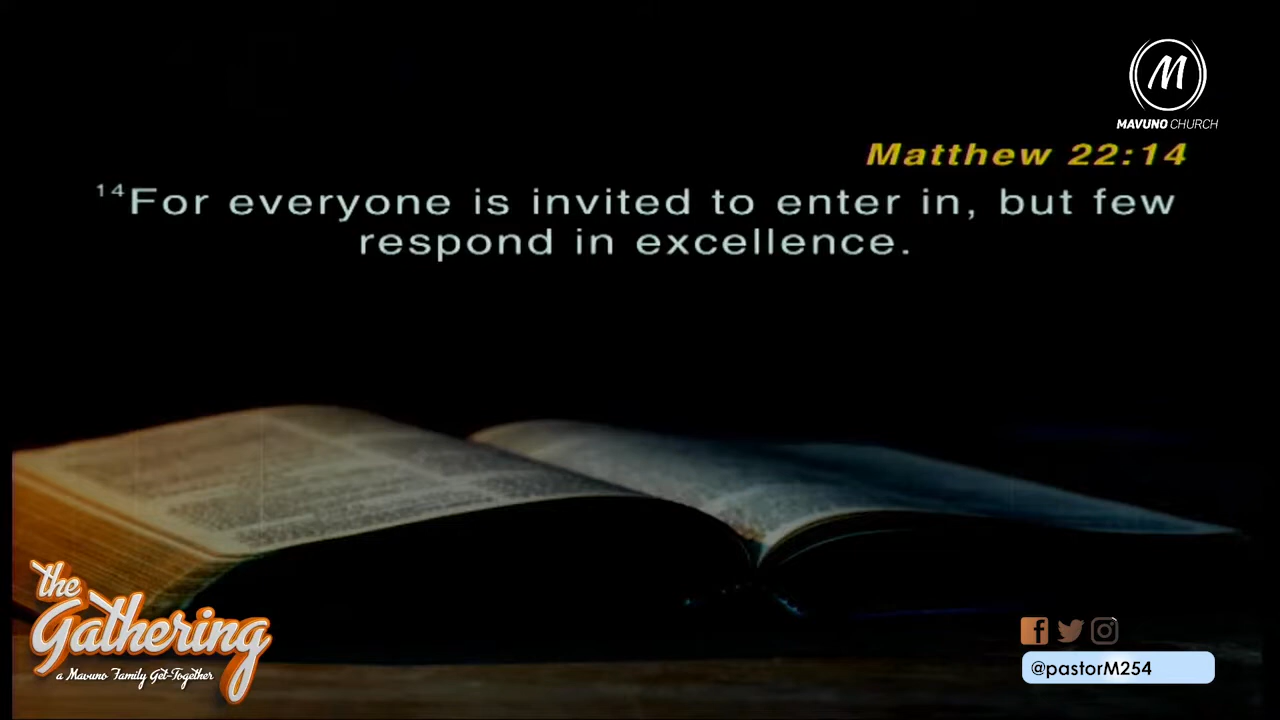 M
MAVUNO CHURCH
Matthew 22:14
14For everyone is invited to enter in, but few
respond in excellence.
the
Gathering
a Mavuno Family Get-Together
@pastorM254